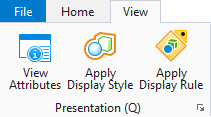 File Home View
View Attributes
Apply Display Style
Apply Display Rule
Presentation (Q)